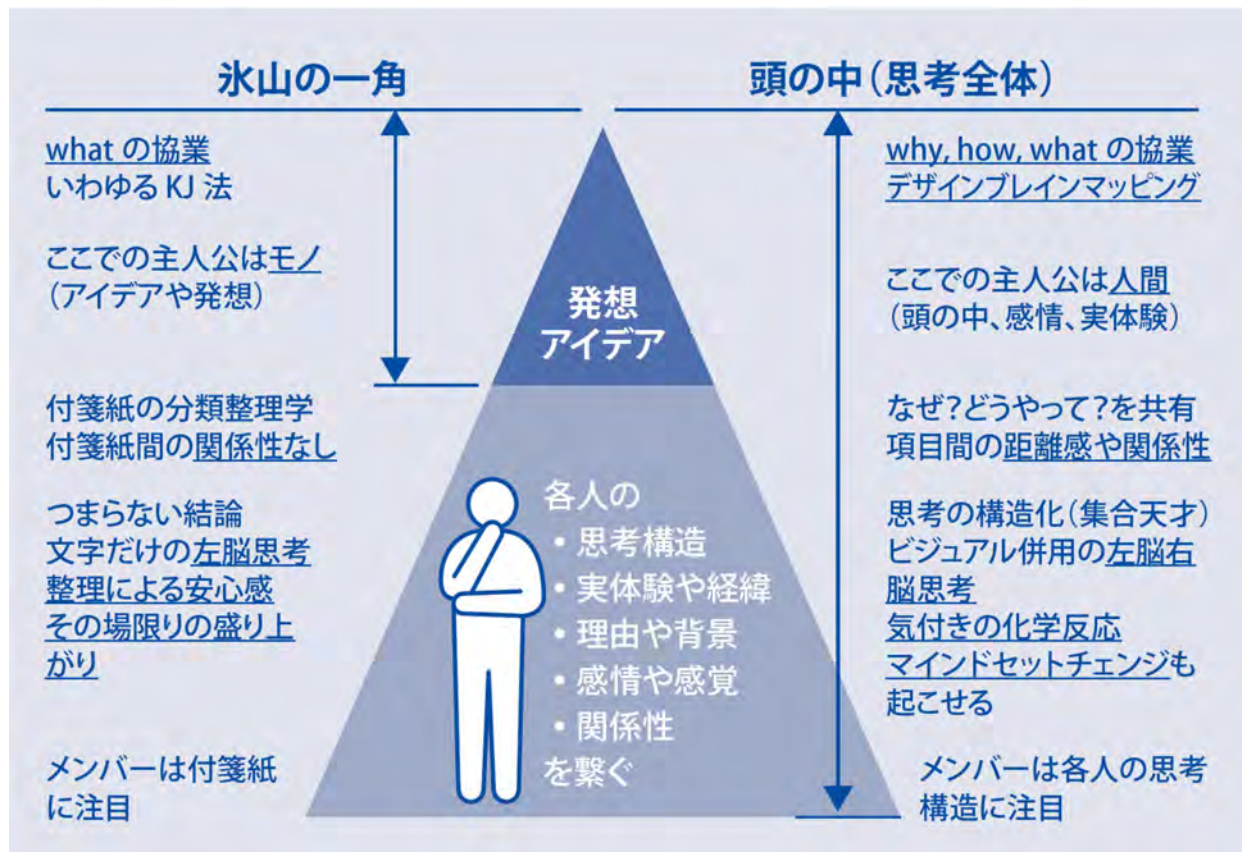 氷山の一角
what の協業
いわゆる KJ 法
ここでの主人公はモノ
（アイデアや発想）
付箋紙の分類整理学
付箋紙間の関係性なし
つまらない結論
文字だけの左脳思考
整理による安心感
その場限りの盛り上
がり
メンバーは付箋紙
に注目
発想
アイデア
各人の
・思考構造
・実体験や経緯
・理由や背景
・感情や感覚
・関係性
を繋ぐ
頭の中（思考全体）
why, how, what の協業
デザインブレインマッピング
ここでの主人公は人間
（頭の中、感情、実体験）
なぜ？どうやって？を共有
項目間の距離感や関係性
思考の構造化（集合天才）
ビジュアル併用の左脳右
脳思考
気付きの化学反応
マインドセットチェンジも
起こせる
メンバーは各人の思考
構造に注目